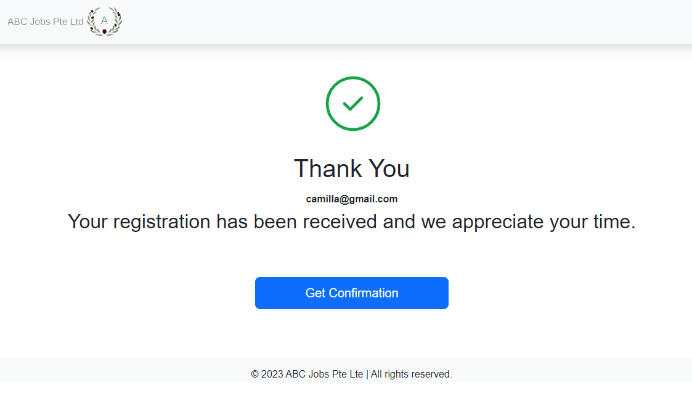 ABC Jobs Pte Ltd A
Thank You
camilla@gmail.com
Your registration has been received and we appreciate your time.
Get Confirmation
© 2023 ABC Jobs Pte Lte | All rights reserved.